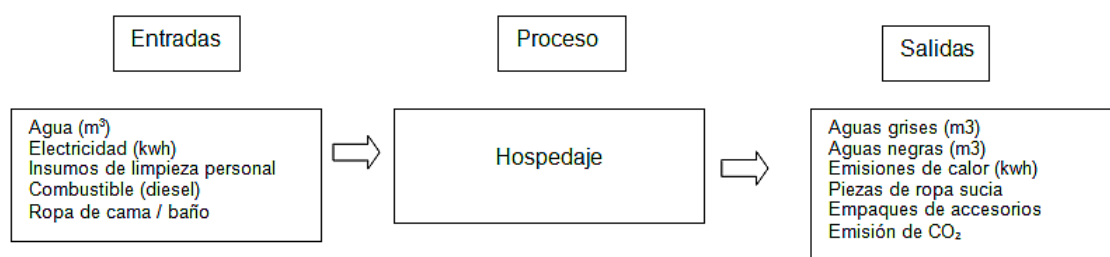 Entradas
Proceso
Salidas
Agua (m³)
Electricidad (kwh)
Insumos de limpieza personal
Combustible (diesel)
Ropa de cama / baño
Hospedaje
Aguas grises (m3)
Aguas negras (m3)
Emisiones de calor (kwh)
Piezas de ropa sucia
Empaques de accesorios
Emisión de CO₂